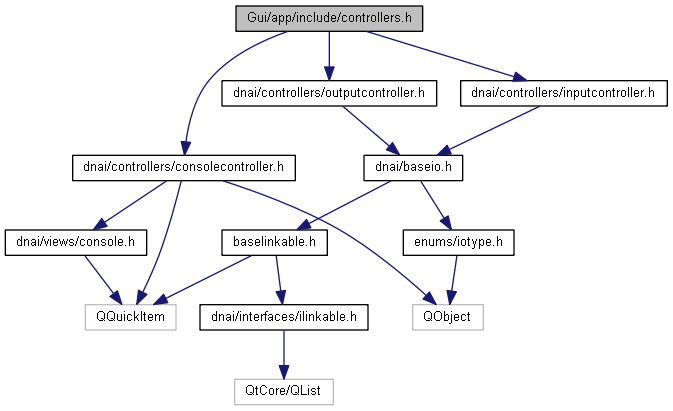 Gui/app/include/controllers.h
dnai/controllers/outputcontroller.h
dnai/controllers/inputcontroller.h
dnai/controllers/consolecontroller.h
dnai/baseio.h
dnai/views/console.h
baselinkable.h
enums/iotype.h
QQuickItem
dnai/interfaces/ilinkable.h
QObject
QtCore/QList